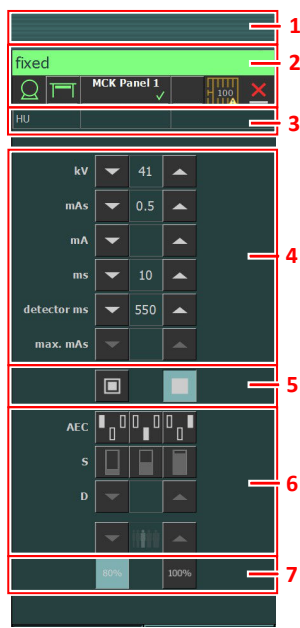 1
fixed
2
MCK Panel 1
100
HU
3
kV 41
mAs 0.5
mA
4
ms 10
detector ms 550
max. mAs
5
AEC
S
6
D
80% 100%
7